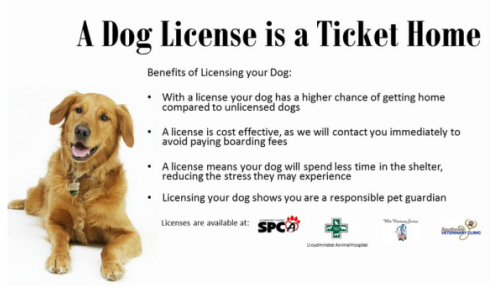 A Dog License is a Ticket Home
Benefits of Licensing your Dog:
• With a license your dog has a higher chance of getting home
compared to unlicensed dogs
• A license is cost effective, as we will contact you immediately to
avoid paying boarding fees
• A license means your dog will spend less time in the shelter,
reducing the stress they may experience
• Licensing your dog shows you are a responsible pet guardian
Licenses are available at:
SPCA
Lloydminster Animal Hospital
Veterinary Services
VETERINARY CLINIC